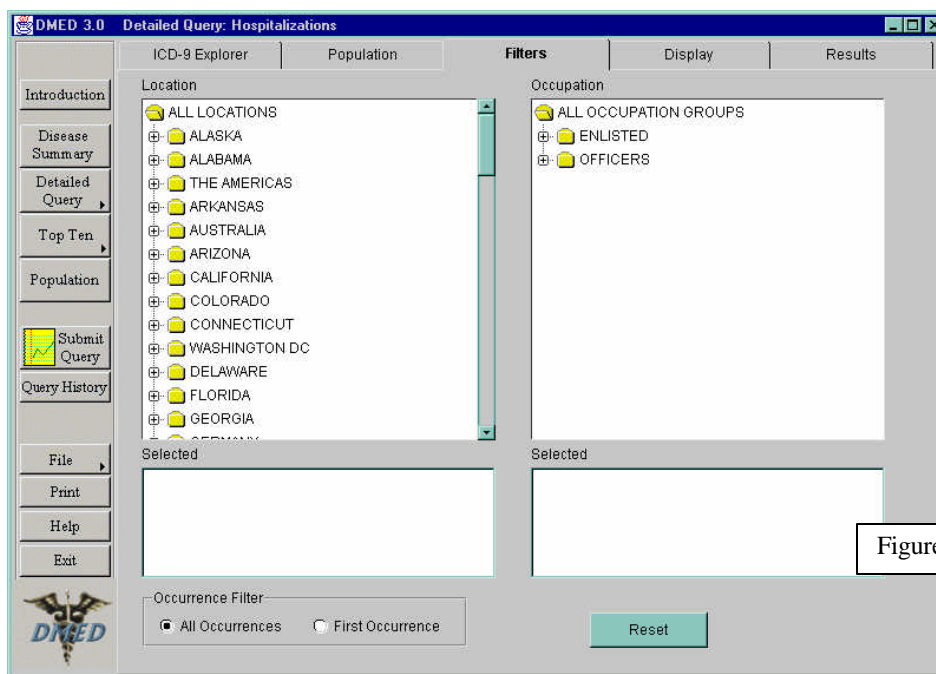 DMED 3.0 Detailed Query: Hospitalizations
ICD-9 Explorer Population Filters Display Results
Introduction
Disease
Summary
Detailed
Query
Top Ten
Population
Submit
Query
Query History
File
Print
Help
Exit
DMED
Location
ALL LOCATIONS
ALASKA
ALABAMA
THE AMERICAS
ARKANSAS
AUSTRALIA
ARIZONA
CALIFORNIA
COLORADO
CONNECTICUT
WASHINGTON DC
DELAWARE
FLORIDA
GEORGIA
Selected
Occupation
ALL OCCUPATION GROUPS
ENLISTED
OFFICERS
Selected
Figure
Occurrence Filter
All Occurrences First Occurrence
Reset